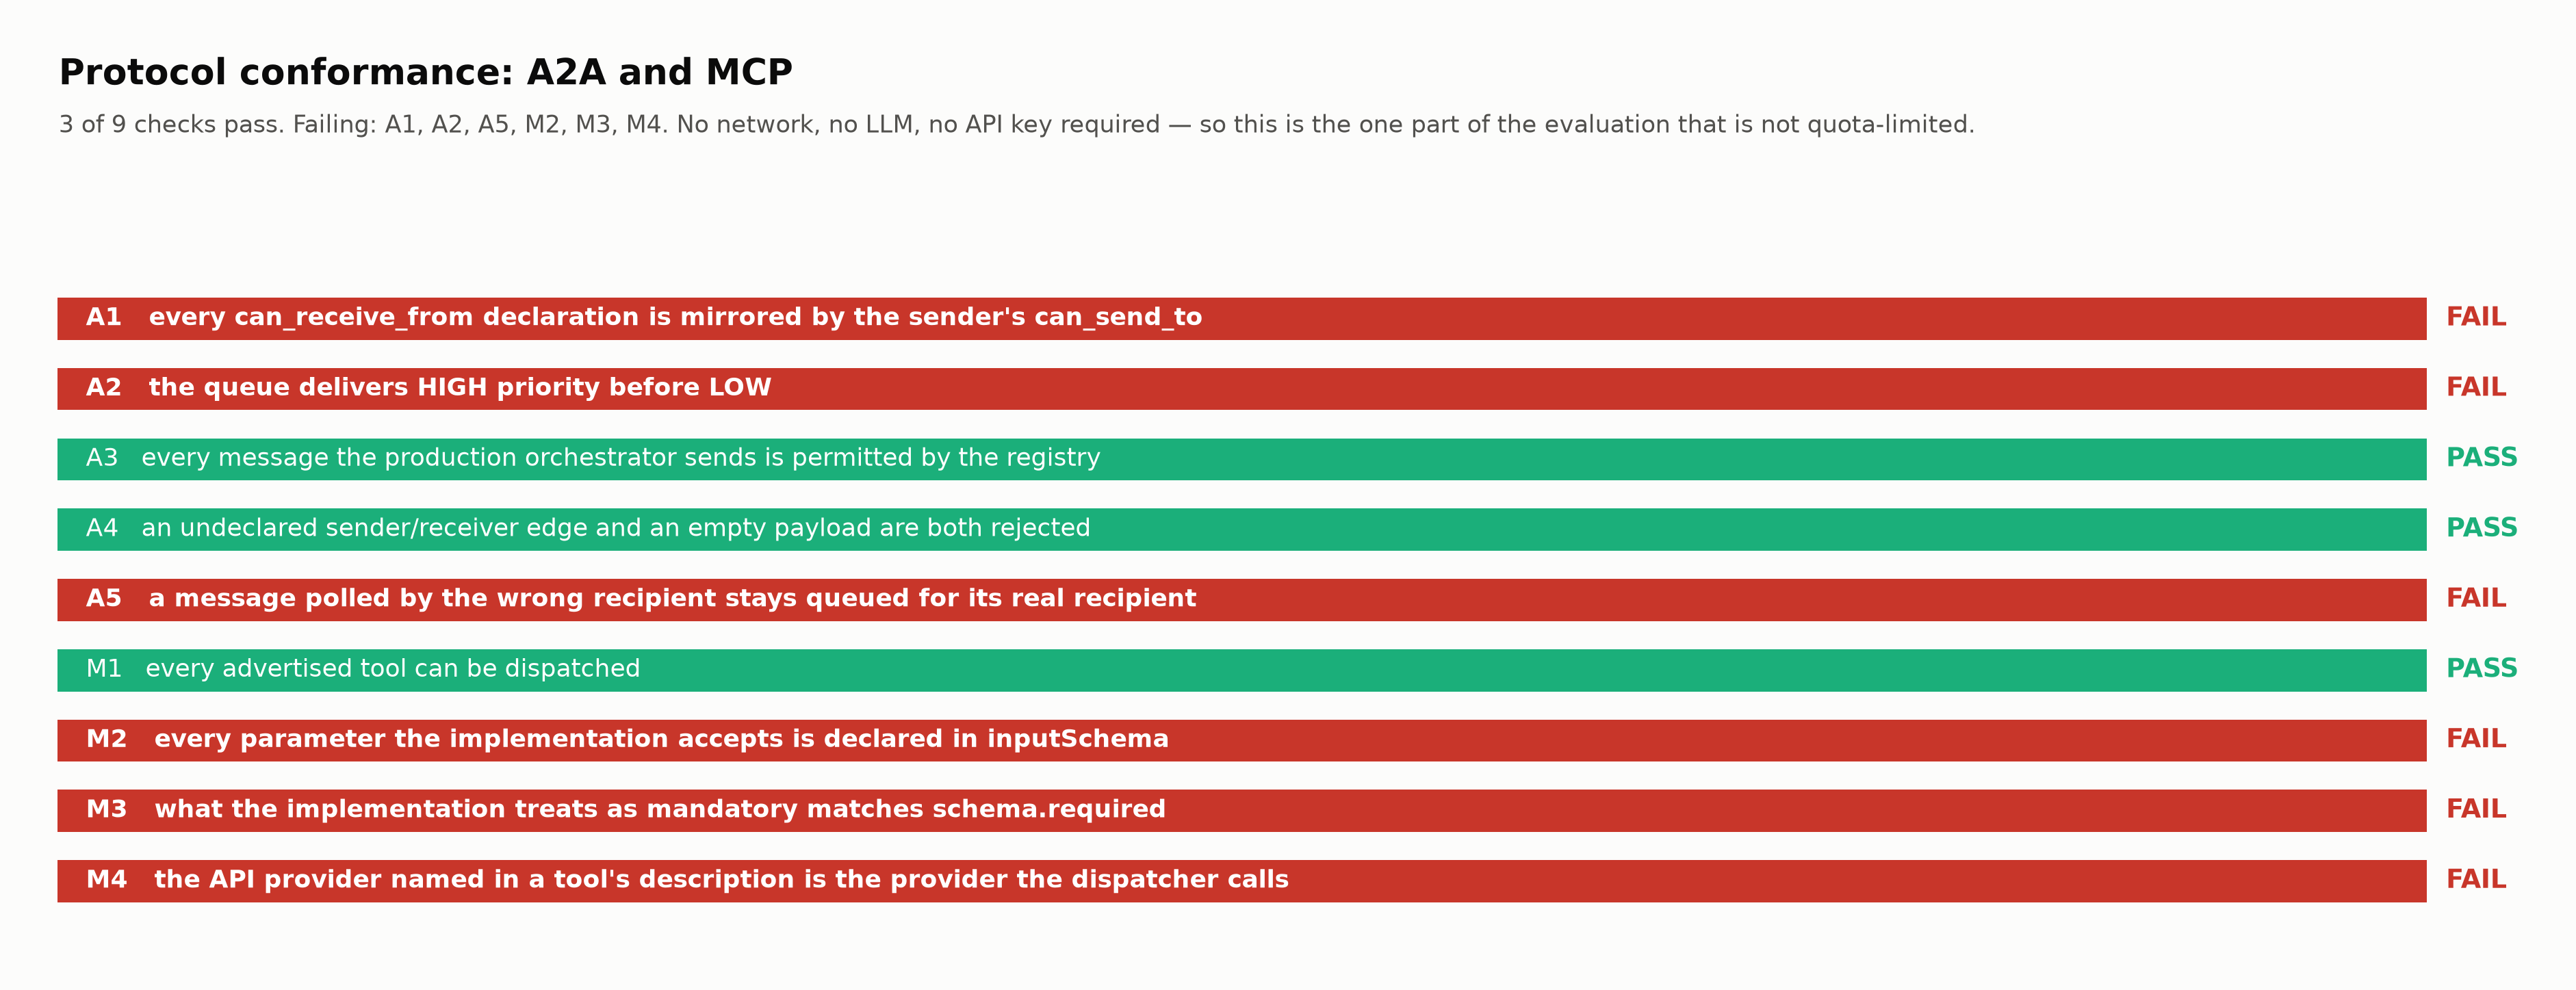 Protocol conformance: A2A and MCP
3 of 9 checks pass. Failing: A1, A2, A5, M2, M3, M4. No network, no LLM, no API key required — so this is the one part of the evaluation that is not quota-limited.
A1 every can_receive_from declaration is mirrored by the sender's can_send_to FAIL
A2 the queue delivers HIGH priority before LOW FAIL
A3 every message the production orchestrator sends is permitted by the registry PASS
A4 an undeclared sender/receiver edge and an empty payload are both rejected PASS
A5 a message polled by the wrong recipient stays queued for its real recipient FAIL
M1 every advertised tool can be dispatched PASS
M2 every parameter the implementation accepts is declared in inputSchema FAIL
M3 what the implementation treats as mandatory matches schema.required FAIL
M4 the API provider named in a tool's description is the provider the dispatcher calls FAIL